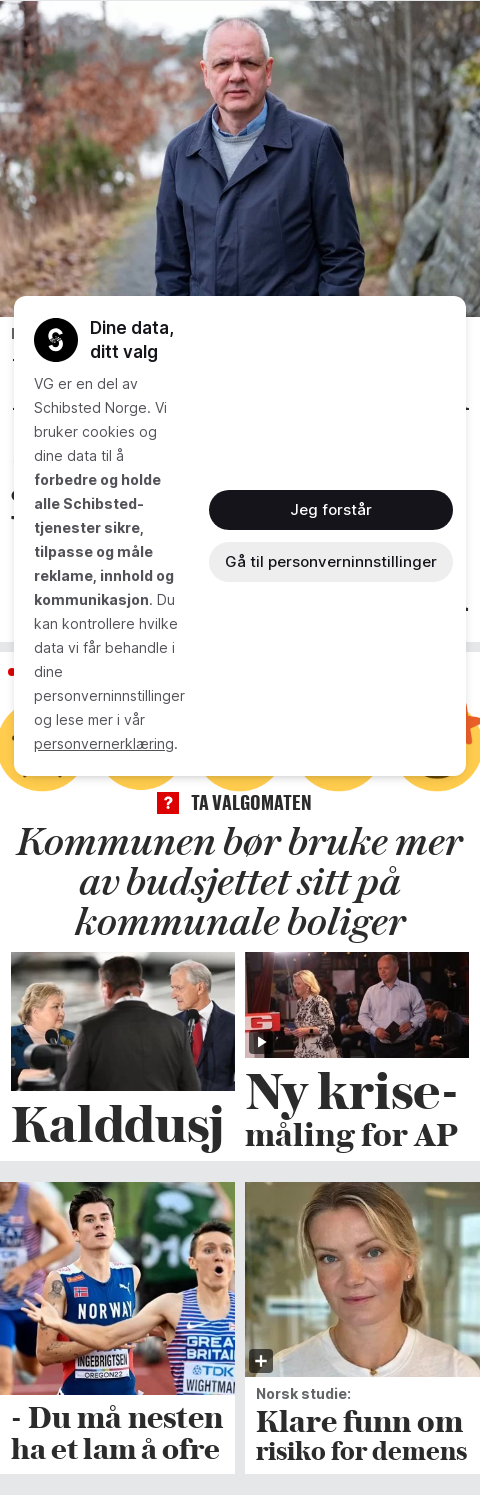 Dine data,
ditt valg
VG er en del av
Schibsted Norge. Vi
bruker cookies og
dine data til å
forbedre og holde
alle Schibsted-
tjenester sikre,
tilpasse og måle
reklame, innhold og
kommunikasjon. Du
kan kontrollere hvilke
data vi får behandle i
dine
personverninnstillinger
og lese mer i vår
personvernerklæring.
Jeg forstår
Gå til personverninnstillinger
? TA VALGOMATEN
Kommunen bør bruke mer
av budsjettet sitt på
kommunale boliger
Kalddusj
Ny krise-
måling for AP
NORWAY
INGEBRIGTSEN
OREGON22
GREAT
BRITAIN
TDK
WIGHTMAN
- Du må nesten
ha et lam å ofre
Norsk studie:
Klare funn om
risiko for demens